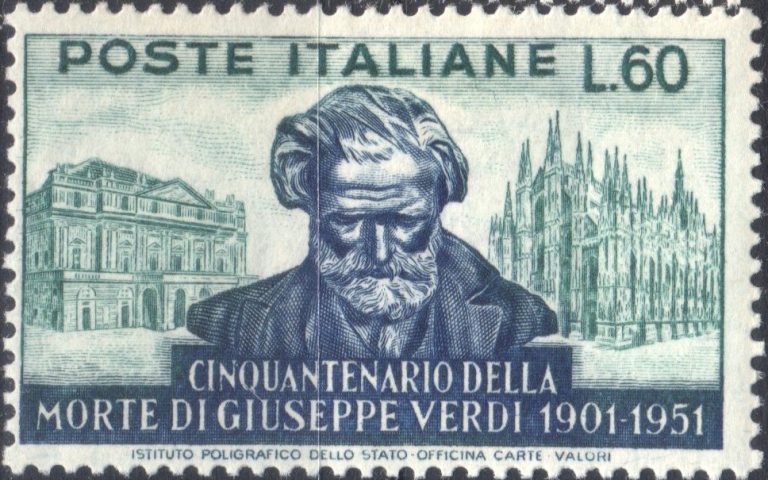 POSTE ITALIANE L.60
CINQUANTENARIO DELLA
MORTE DI GIUSEPPE VERDI 1901-1951
ISTITUTO POLIGRAFICO DELLO STATO-OFFICINA CARTE-VALORI